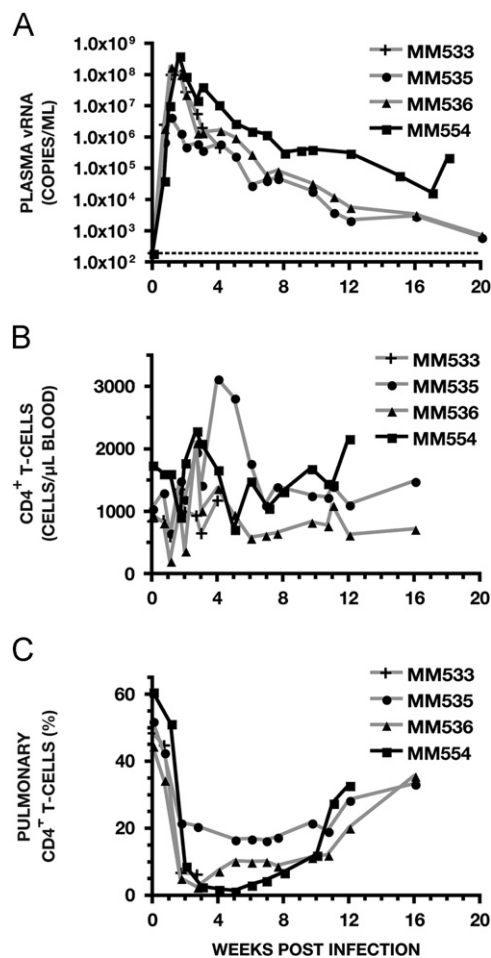 A
PLASMA vRNA
(COPIES/ML)
1.0x10⁹
1.0x10⁸
1.0x10⁷
1.0x10⁶
1.0x10⁵
1.0x10⁴
1.0x10³
1.0x10²
0 4 8 12 16 20
MM533
MM535
MM536
MM554
B
CD4⁺ T-CELLS
(CELLS/µL BLOOD)
3000
2000
1000
0
0 4 8 12 16 20
MM533
MM535
MM536
MM554
C
PULMONARY
CD4⁺ T-CELLS (%)
60
40
20
0
0 4 8 12 16 20
MM533
MM535
MM536
MM554
WEEKS POST INFECTION